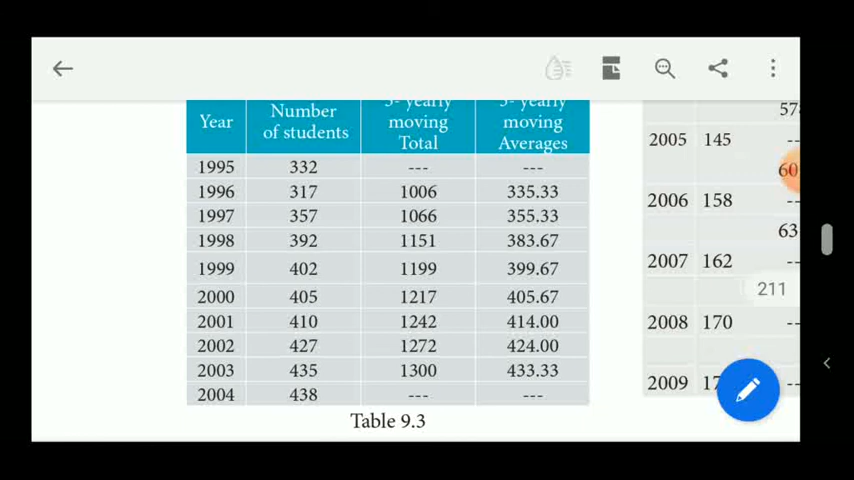 3- yearly 3- yearly
Year Number of students moving Total moving Averages
1995 332 --- ---
1996 317 1006 335.33
1997 357 1066 355.33
1998 392 1151 383.67
1999 402 1199 399.67
2000 405 1217 405.67
2001 410 1242 414.00
2002 427 1272 424.00
2003 435 1300 433.33
2004 438 --- ---
Table 9.3
2005 145 --
60
2006 158 --
63
2007 162 --
211
2008 170 --
2009